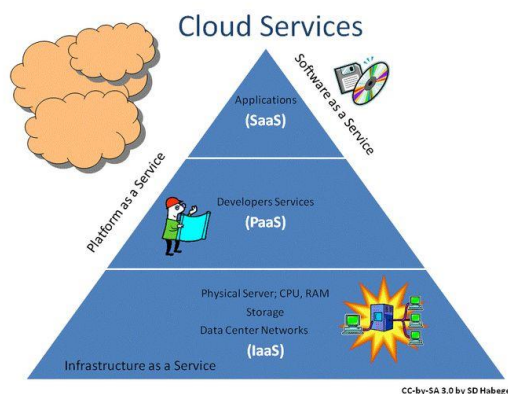 Cloud Services
Software as a Service
Applications
(SaaS)
Platform as a Service
Developers Services
(PaaS)
Physical Server; CPU, RAM
Storage
Data Center Networks
(IaaS)
Infrastructure as a Service
CC-by-SA 3.0 by SD Habege